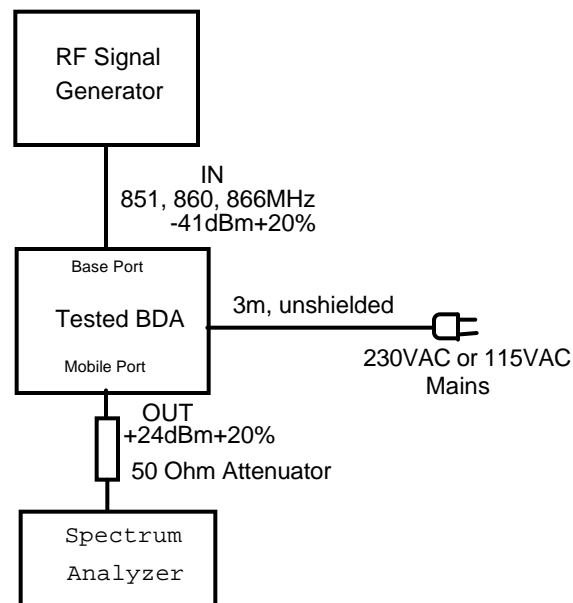 RF Signal
Generator
IN
851, 860, 866MHz
-41dBm+20%
Base Port
Tested BDA
Mobile Port
3m, unshielded
230VAC or 115VAC
Mains
OUT
+24dBm+20%
50 Ohm Attenuator
Spectrum
Analyzer